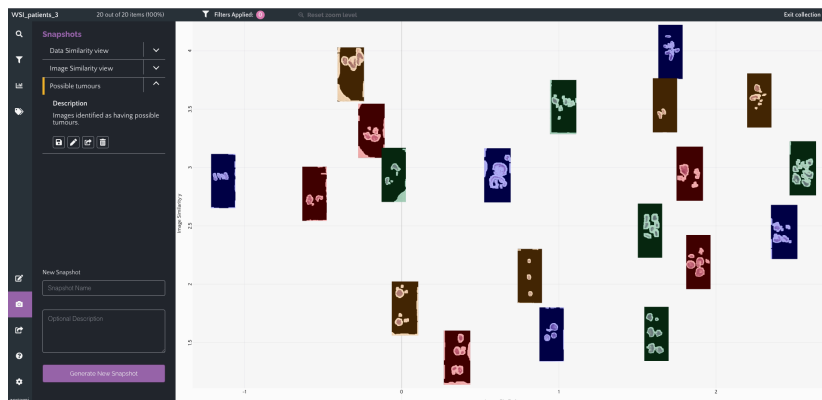 WSI_patients_3
20 out of 20 items (100%)
Filters Applied: 0
Reset zoom level
Exit collection
Snapshots
Data Similarity view
Image Similarity view
Possible tumours
Description
Images identified as having possible
tumours.
New Snapshot
Snapshot Name
Optional Description
Generate New Snapshot
Image Similarity y
4
3.5
3
2.5
2
1.5
-1
0
1
2